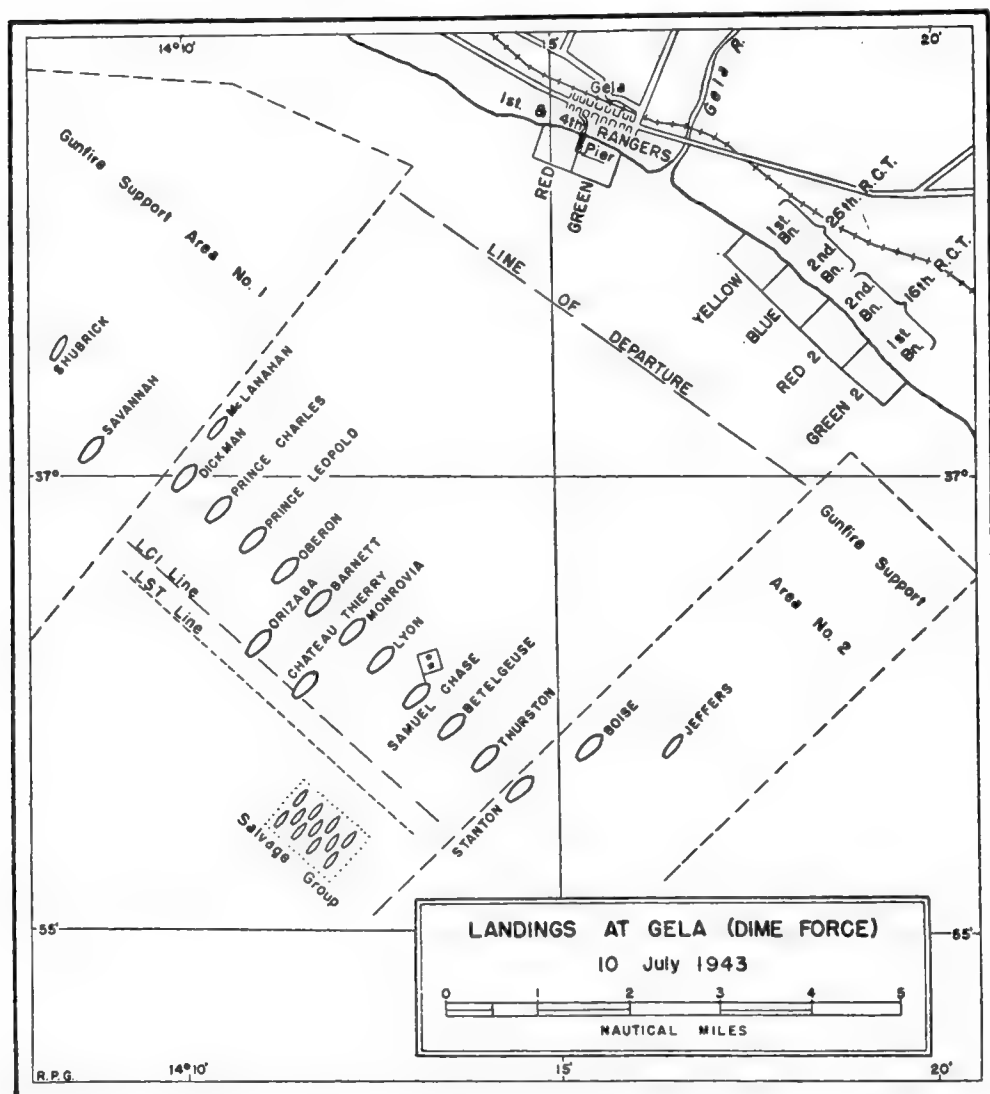 14°10' 5' 20'
Gela
Gela R.
1st. & 4th RANGERS
Pier
RED
GREEN
Gunfire Support Area No. 1
LINE OF DEPARTURE
26th. R.C.T.
1st. Bn.
2nd. Bn.
16th. R.C.T.
2nd. Bn.
1st. Bn.
YELLOW
BLUE
RED 2
GREEN 2
SHUBRICK
SAVANNAH
McLANAHAN
DICKMAN
PRINCE CHARLES
PRINCE LEOPOLD
OBERON
BARNETT
ORIZABA
CHATEAU THIERRY
MONROVIA
LYON
SAMUEL CHASE
BETELGEUSE
THURSTON
STANTON
BOISE
JEFFERS
37° 37°
LCI Line
LST Line
Gunfire Support Area No. 2
Salvage Group
55' 55'
LANDINGS AT GELA (DIME FORCE)
10 July 1943
0 1 2 3 4 5
NAUTICAL MILES
R.P.G. 14°10' 15' 20'